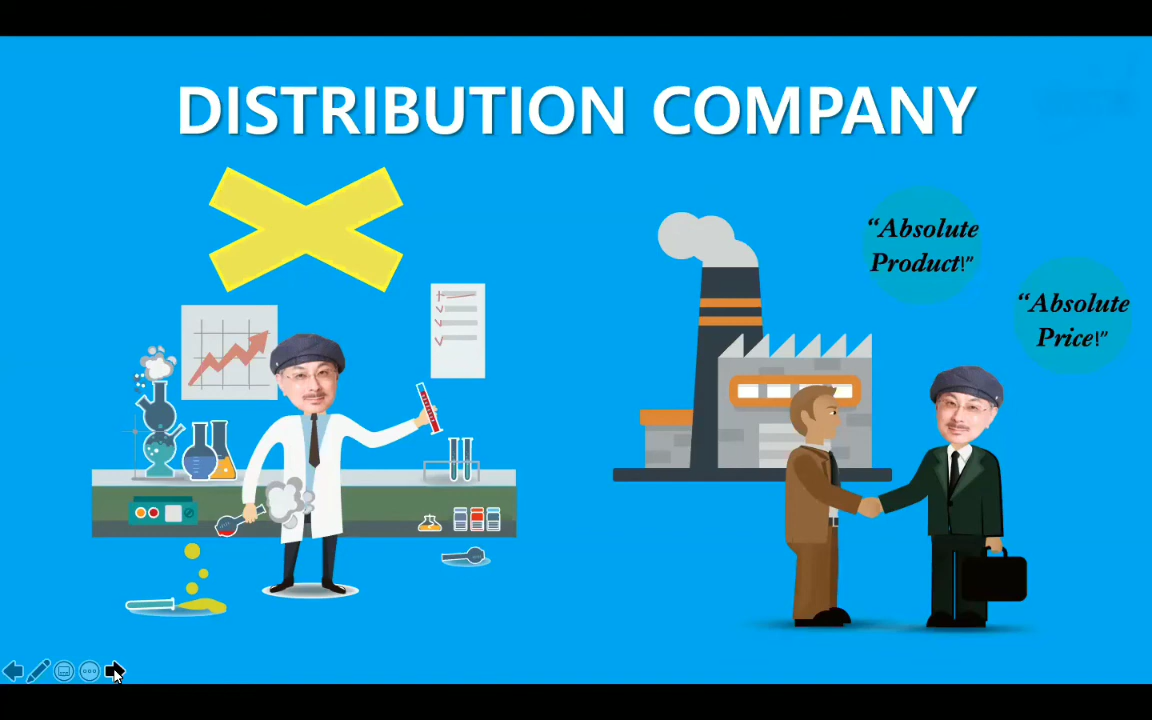 DISTRIBUTION COMPANY
“Absolute
Product!”
“Absolute
Price!”